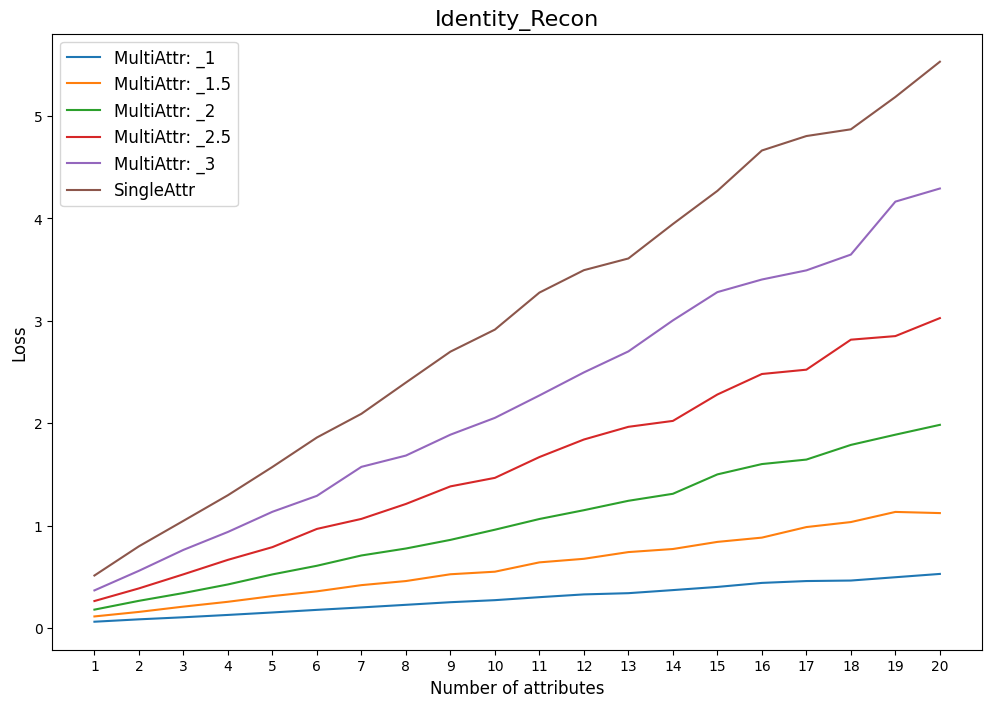 Identity_Recon
MultiAttr: _1
MultiAttr: _1.5
MultiAttr: _2
MultiAttr: _2.5
MultiAttr: _3
SingleAttr
Loss
5
4
3
2
1
0
1 2 3 4 5 6 7 8 9 10 11 12 13 14 15 16 17 18 19 20
Number of attributes